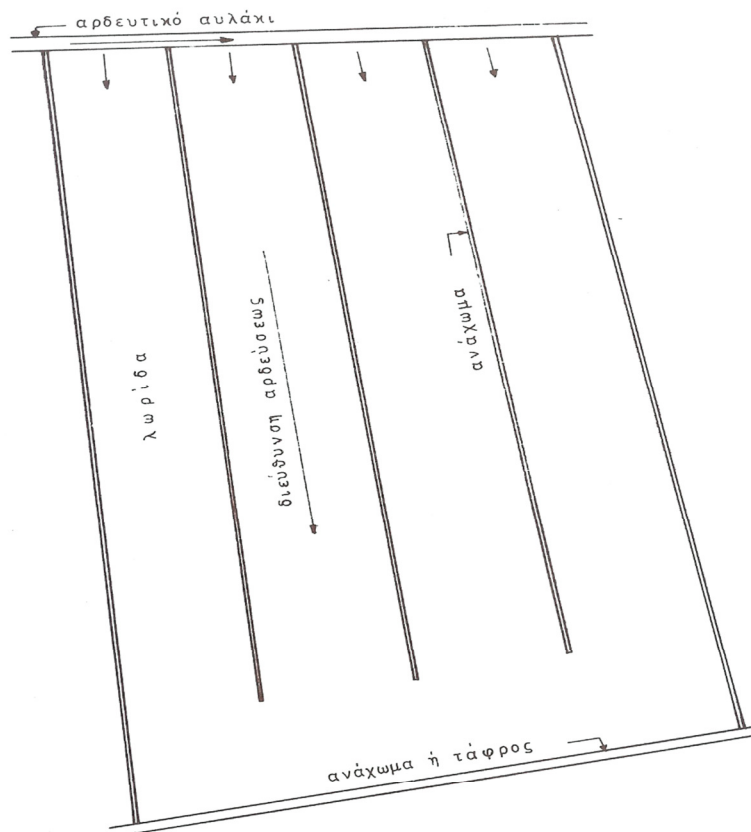 αρδευτικό αυλάκι
λωρίδα
διεύθυνση αρδεύσεως
ανάχωμα
ανάχωμα ή τάφρος